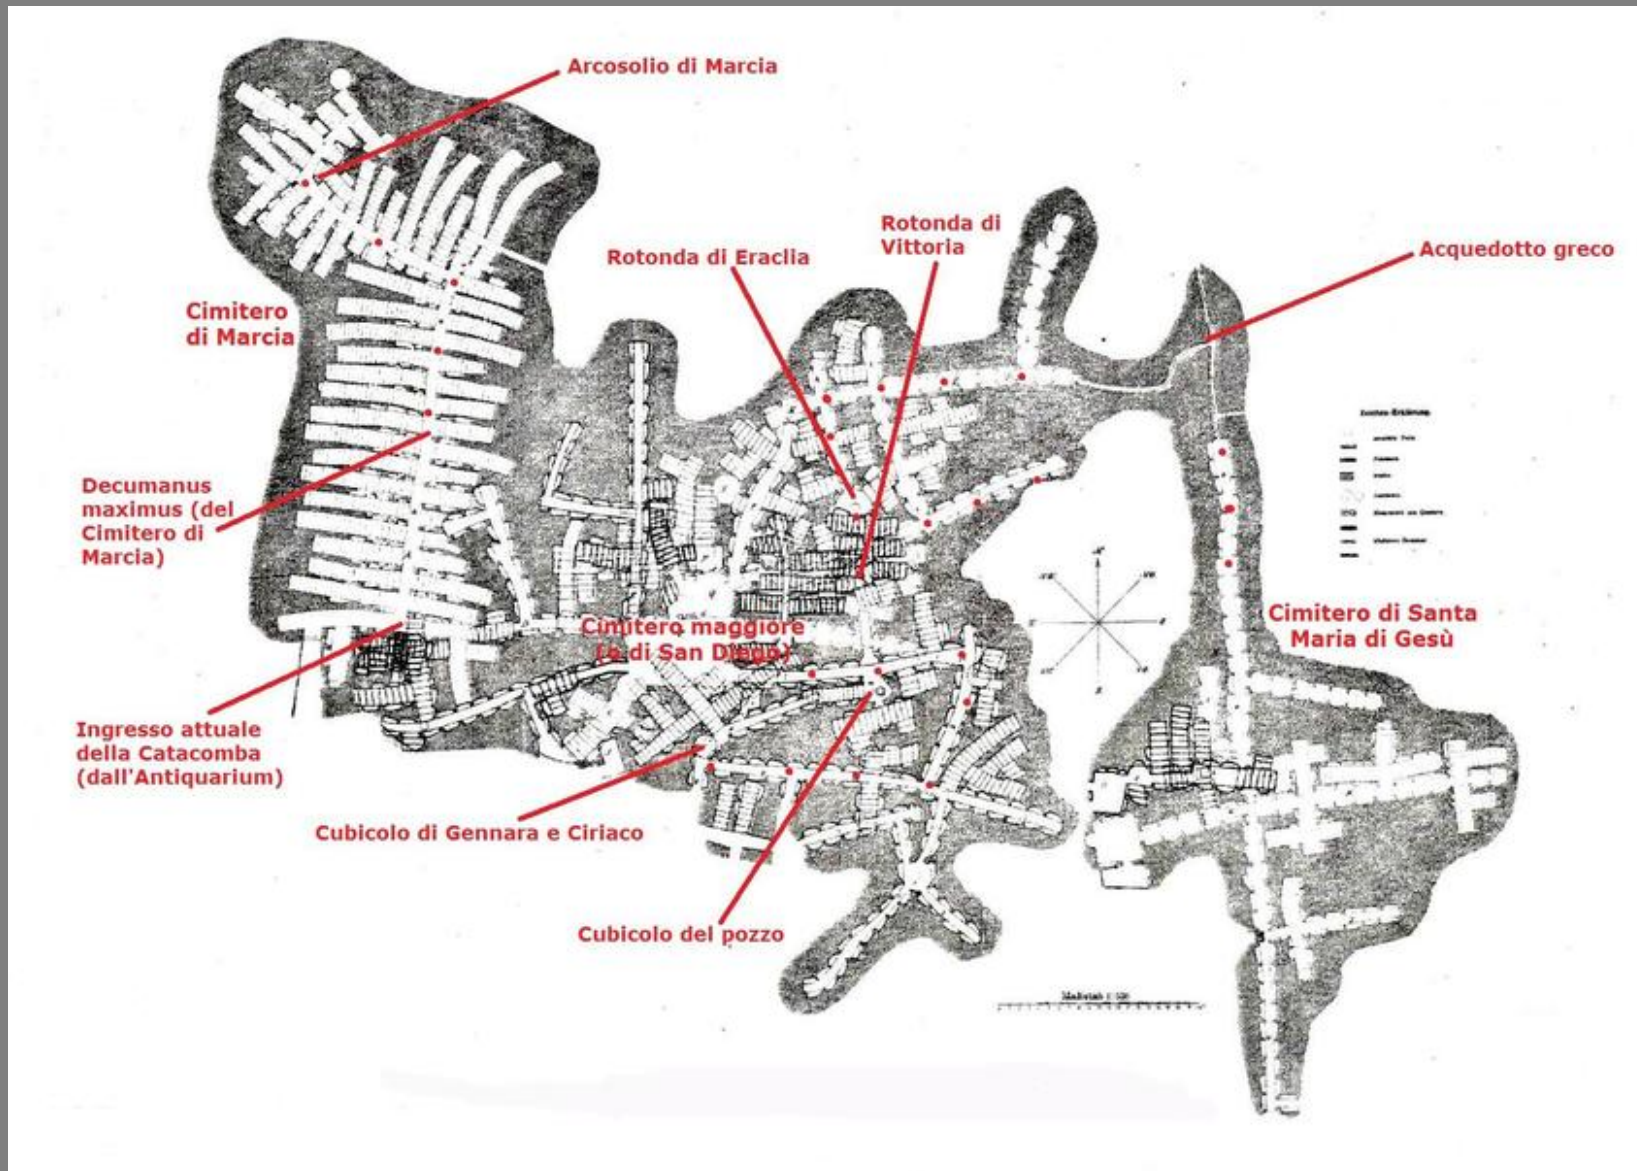 Arcosolio di Marcia
Rotonda di
Vittoria
Rotonda di Eraclia
Acquedotto greco
Cimitero
di Marcia
Decumanus
maximus (del
Cimitero di
Marcia)
Cimitero maggiore
(o di San Diego)
Cimitero di Santa
Maria di Gesù
Ingresso attuale
della Catacomba
(dall'Antiquarium)
Cubicolo di Gennara e Ciriaco
Cubicolo del pozzo
Maßstab